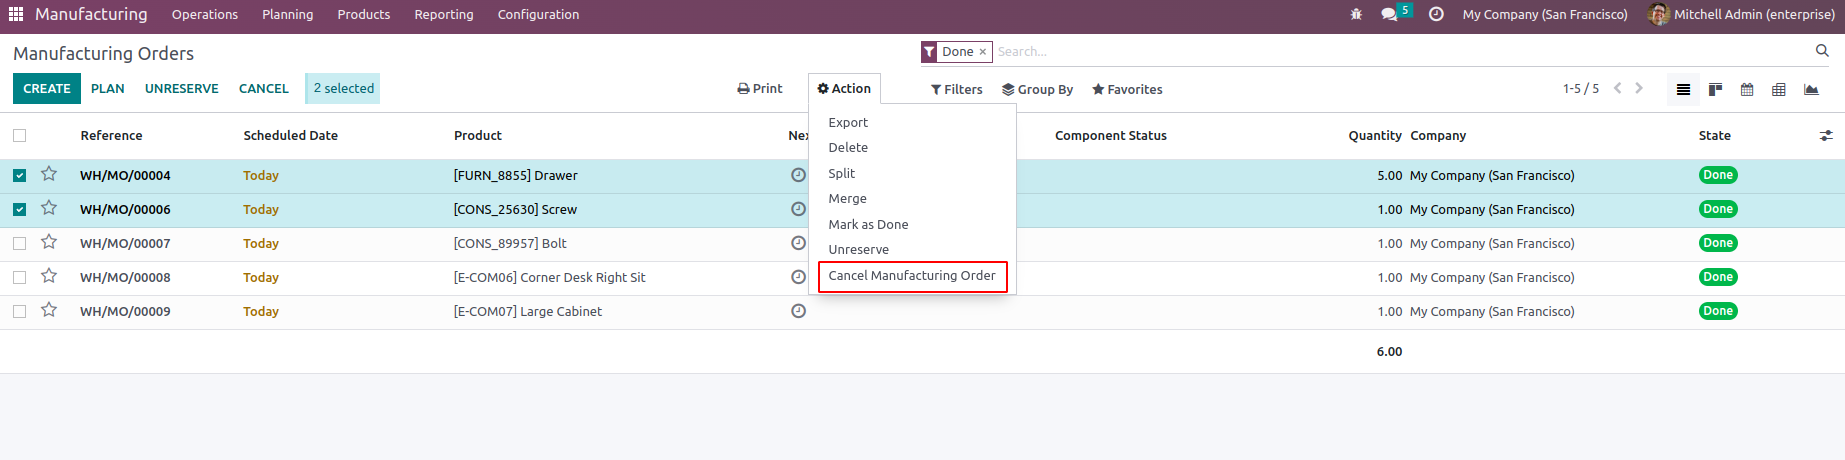 Manufacturing Operations Planning Products Reporting Configuration 5 My Company (San Francisco) Mitchell Admin (enterprise)
Manufacturing Orders
Done × Search...
CREATE PLAN UNRESERVE CANCEL 2 selected Print Action Filters Group By Favorites 1-5 / 5
Export
Delete
Split
Merge
Mark as Done
Unreserve
Cancel Manufacturing Order
Reference Scheduled Date Product Nex Component Status Quantity Company State
WH/MO/00004 Today [FURN_8855] Drawer 5.00 My Company (San Francisco) Done
WH/MO/00006 Today [CONS_25630] Screw 1.00 My Company (San Francisco) Done
WH/MO/00007 Today [CONS_89957] Bolt 1.00 My Company (San Francisco) Done
WH/MO/00008 Today [E-COM06] Corner Desk Right Sit 1.00 My Company (San Francisco) Done
WH/MO/00009 Today [E-COM07] Large Cabinet 1.00 My Company (San Francisco) Done
6.00